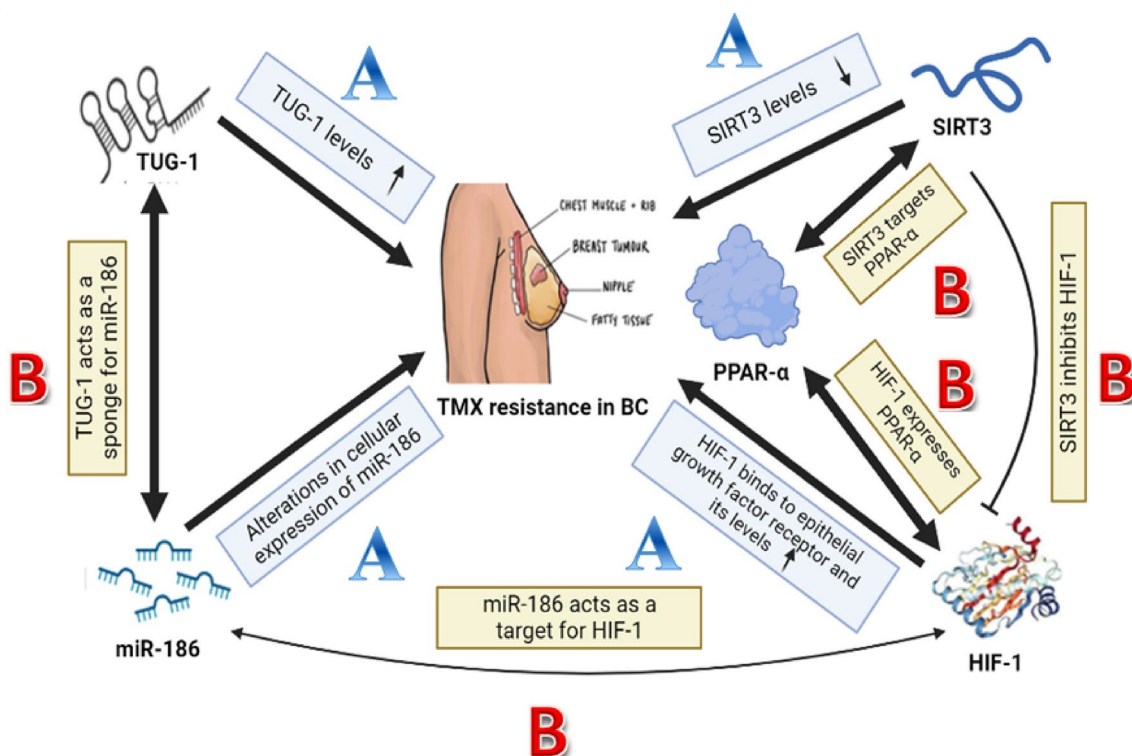 A
A
TUG-1 levels ↑
SIRT3 levels ↓
TUG-1
SIRT3
CHEST MUSCLE + RIB
BREAST TUMOUR
NIPPLE
FATTY TISSUE
TMX resistance in BC
PPAR-α
SIRT3 targets
PPAR-α
B
SIRT3 inhibits HIF-1
B
B
TUG-1 acts as a
sponge for miR-186
B
HIF-1 expresses
PPAR-α
Alterations in cellular
expression of miR-186
HIF-1 binds to epithelial
growth factor receptor and
its levels ↑
A
A
miR-186 acts as a
target for HIF-1
miR-186
HIF-1
B